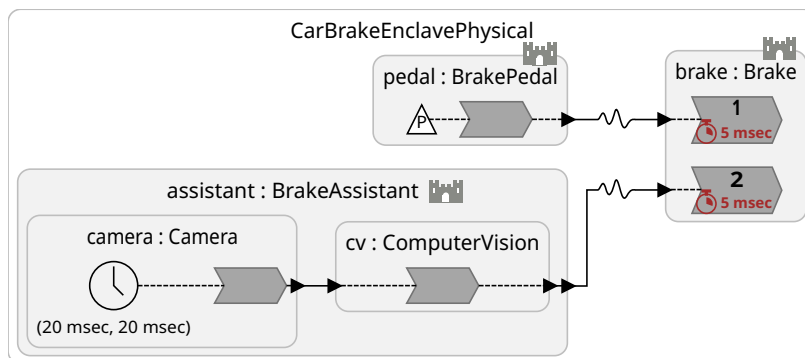 CarBrakeEnclavePhysical
pedal : BrakePedal
P
brake : Brake
1
5 msec
2
5 msec
assistant : BrakeAssistant
camera : Camera
(20 msec, 20 msec)
cv : ComputerVision